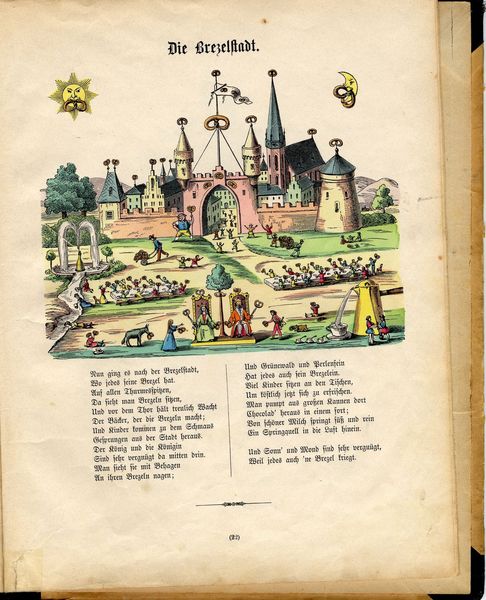 Die Brezelstadt.
Nun ging es nach der Brezelstadt,
Wo jedes seine Brezel hat.
Auf allen Thurmesspitzen,
Da sieht man Brezeln sitzen,
Und vor dem Thor hält treulich Wacht
Der Bäcker, der die Brezeln macht;
Und Kinder kommen zu dem Schmaus
Gesprungen aus der Stadt heraus.
Der König und die Königin
Sind sehr vergnügt da mitten drin.
Man sieht sie mit Behagen
An ihren Brezeln nagen;
Und Grünewald und Perlenfein
Hat jedes auch sein Brezelein.
Viel Kinder sitzen an den Tischen,
Um köstlich jetzt sich zu erfrischen.
Man pumpt aus großen Kannen dort
Chocolad' heraus in einem fort;
Von schöner Milch springt süß und rein
Ein Springquell in die Luft hinein.
Und Sonn' und Mond sind sehr vergnügt,
Weil jedes auch 'ne Brezel kriegt.